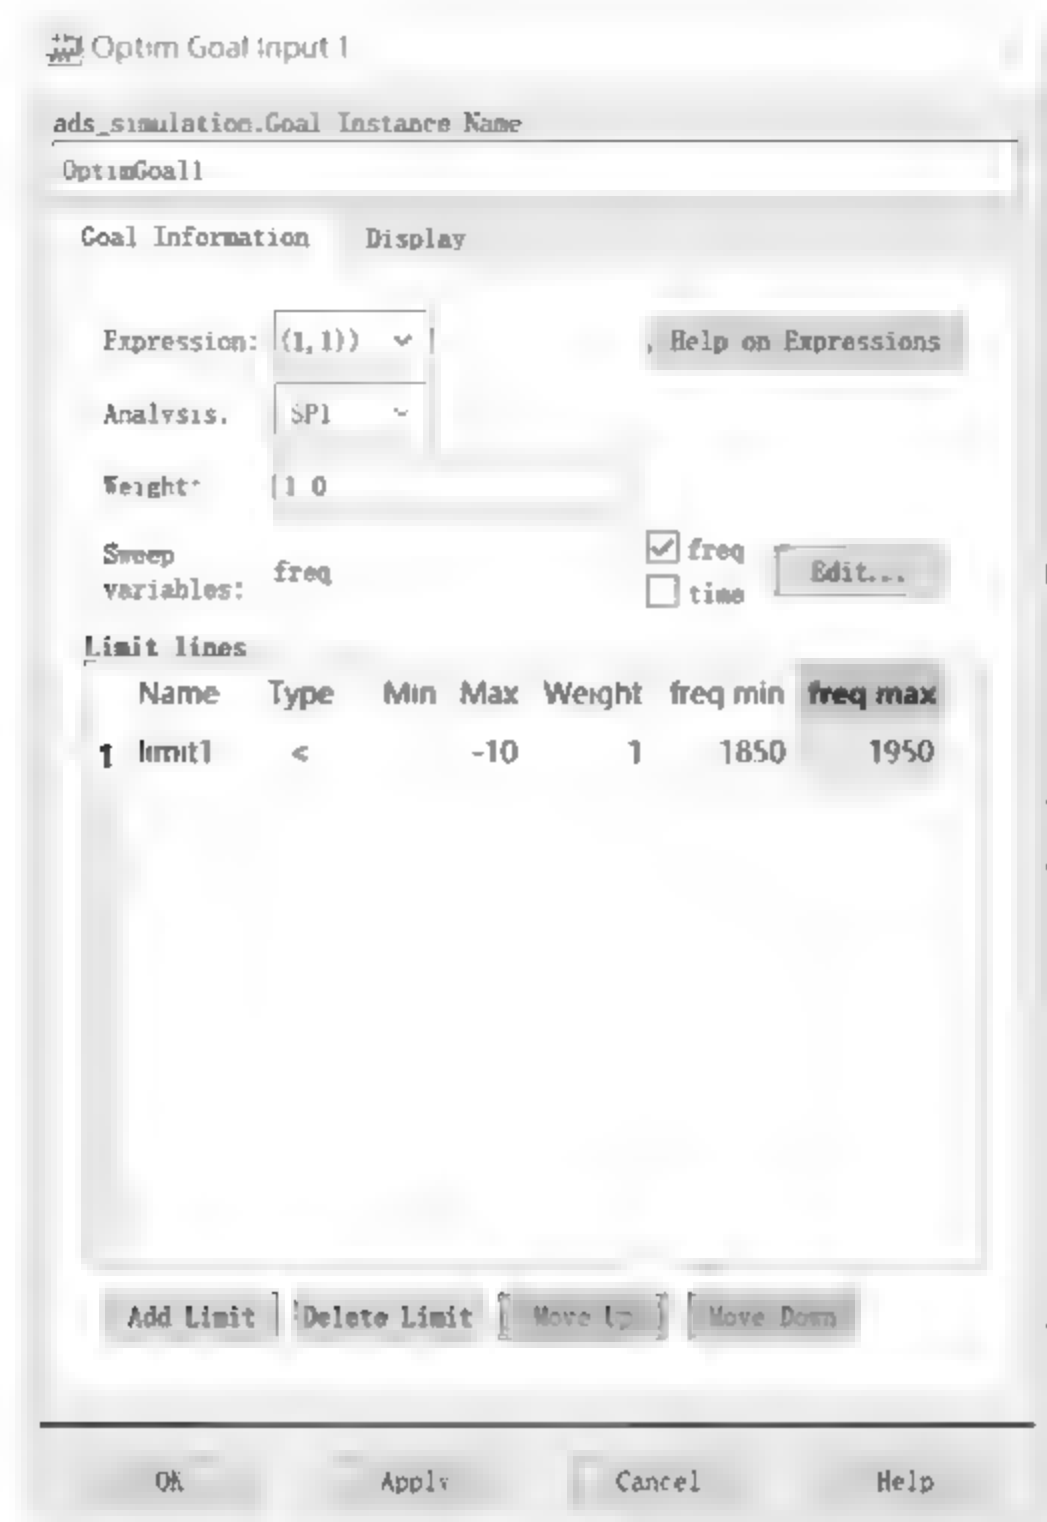 Optim Goal Input 1
ads_simulation.Goal Instance Name
OptimGoal1
Goal Information Display
Expression: (1,1)) Help on Expressions
Analysis: SP1
Weight: 1.0
Sweep variables: freq freq Edit...
time
Limit lines
Name Type Min Max Weight freq min freq max
1 limit1 < -10 1 1850 1950
Add Limit Delete Limit Move Up Move Down
OK Apply Cancel Help